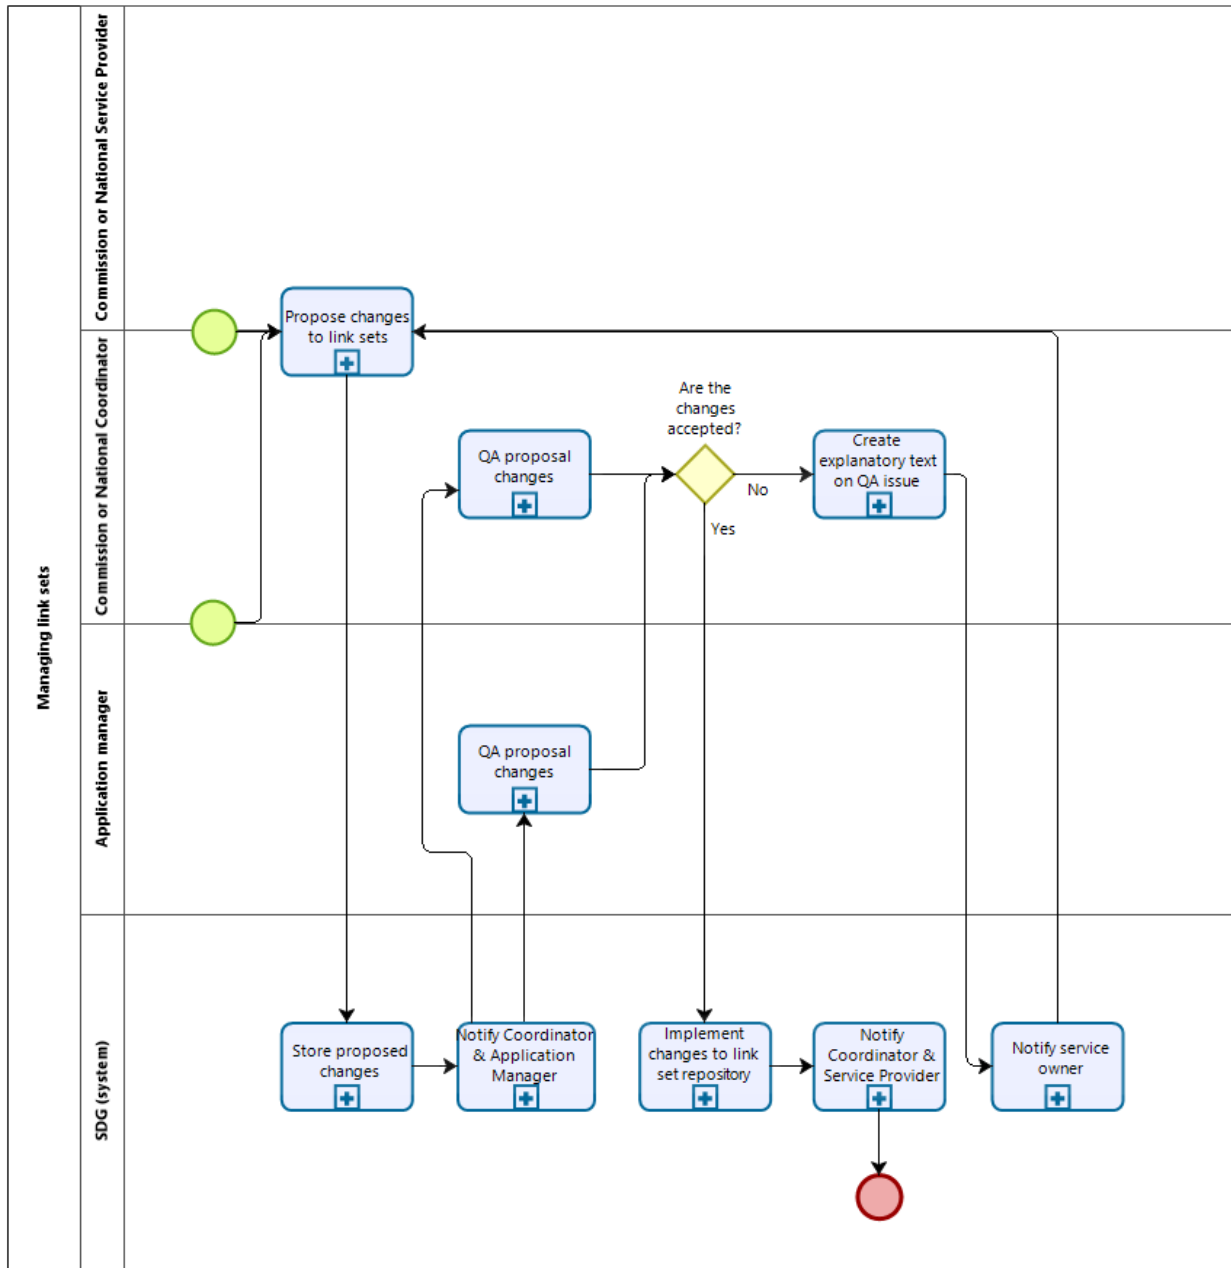 Managing link sets
Commission or National Service Provider
Propose changes
to link sets
Commission or National Coordinator
Are the
changes
accepted?
QA proposal
changes
No
Yes
Create
explanatory text
on QA issue
Application manager
QA proposal
changes
SDG (system)
Store proposed
changes
Notify Coordinator
& Application
Manager
Implement
changes to link
set repository
Notify
Coordinator &
Service Provider
Notify service
owner